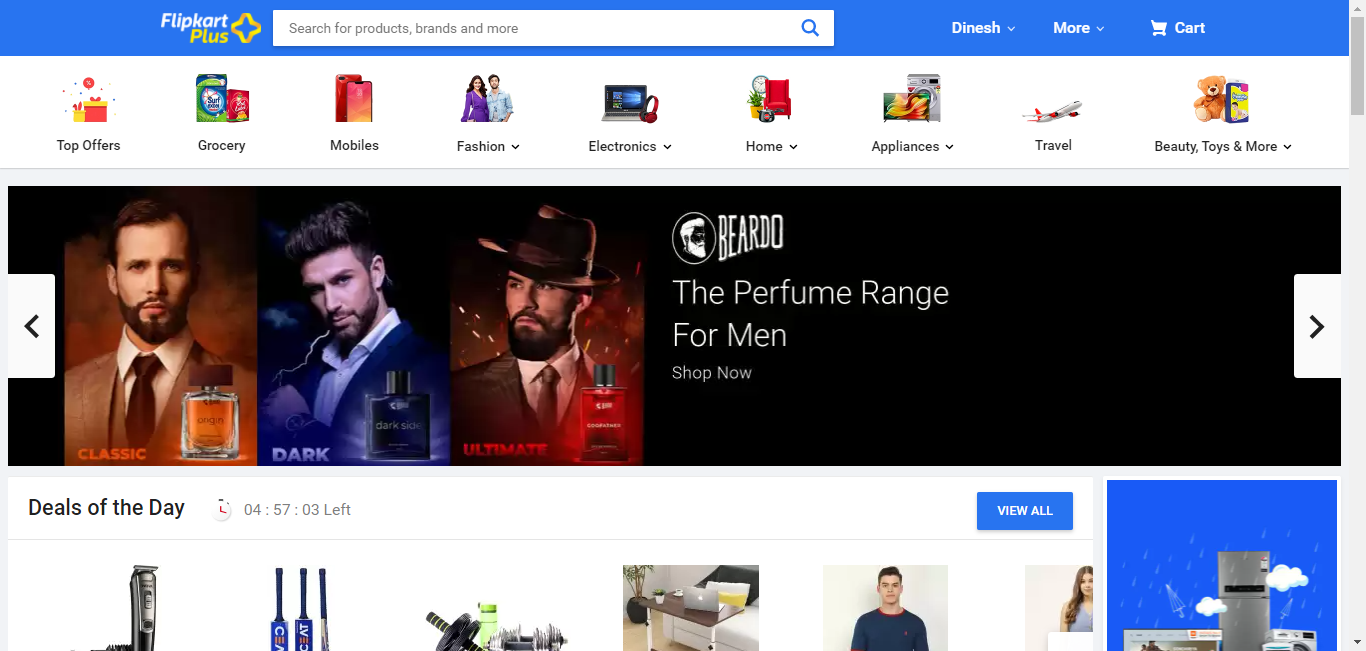 Flipkart
Plus
Search for products, brands and more
Dinesh
More
Cart
Top Offers
Grocery
Mobiles
Fashion
Electronics
Home
Appliances
Travel
Beauty, Toys & More
BEARDO
The Perfume Range
For Men
Shop Now
origin
dark side
GODFATHER
CLASSIC
DARK
ULTIMATE
Deals of the Day
04 : 57 : 03 Left
VIEW ALL
CEAT